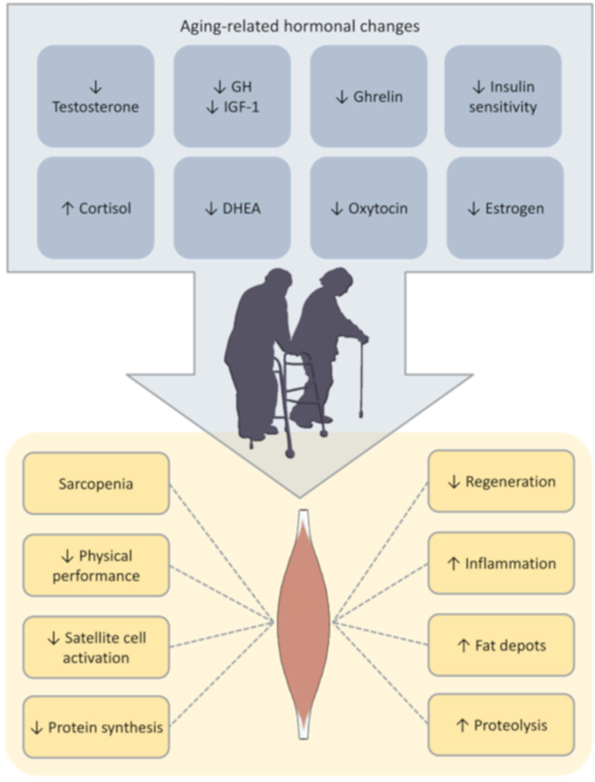 Aging-related hormonal changes
↓
Testosterone
↓ GH
↓ IGF-1
↓ Ghrelin
↓ Insulin
sensitivity
↑ Cortisol
↓ DHEA
↓ Oxytocin
↓ Estrogen
Sarcopenia
↓ Physical
performance
↓ Satellite cell
activation
↓ Protein synthesis
↓ Regeneration
↑ Inflammation
↑ Fat depots
↑ Proteolysis